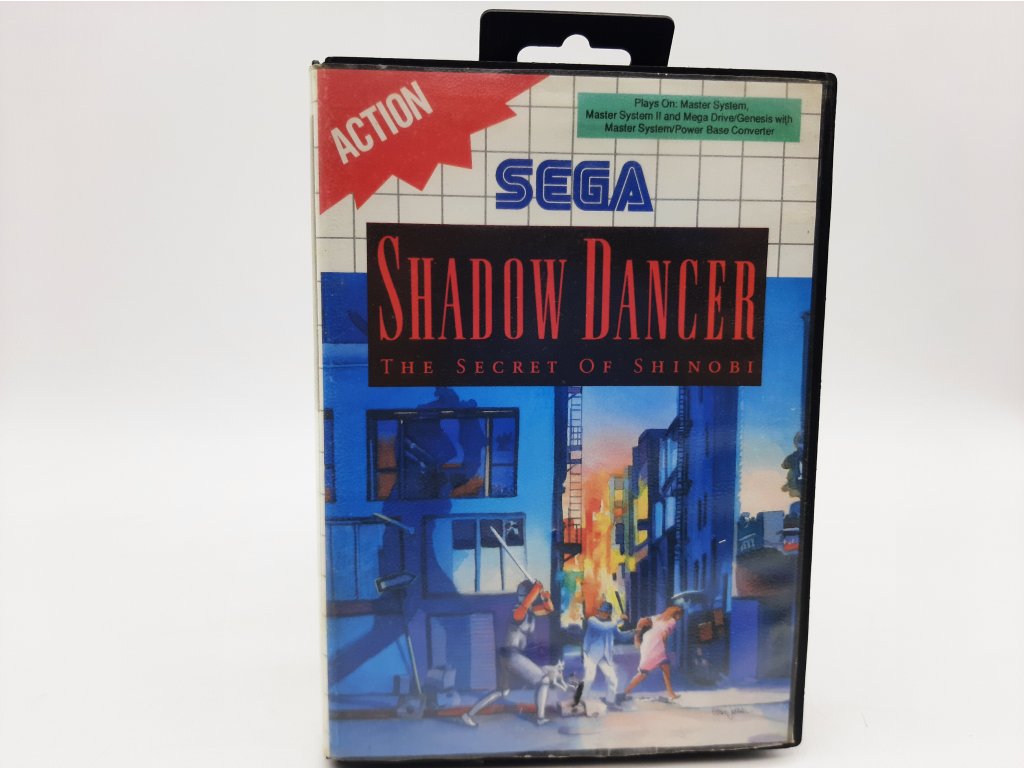 ACTION
Plays On: Master System,
Master System II and Mega Drive/Genesis with
Master System/Power Base Converter
SEGA
SHADOW DANCER
THE SECRET OF SHINOBI